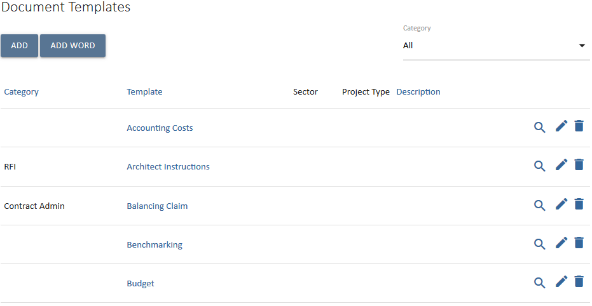 Document Templates
Category
ADD ADD WORD All
Category Template Sector Project Type Description
Accounting Costs
RFI Architect Instructions
Contract Admin Balancing Claim
Benchmarking
Budget